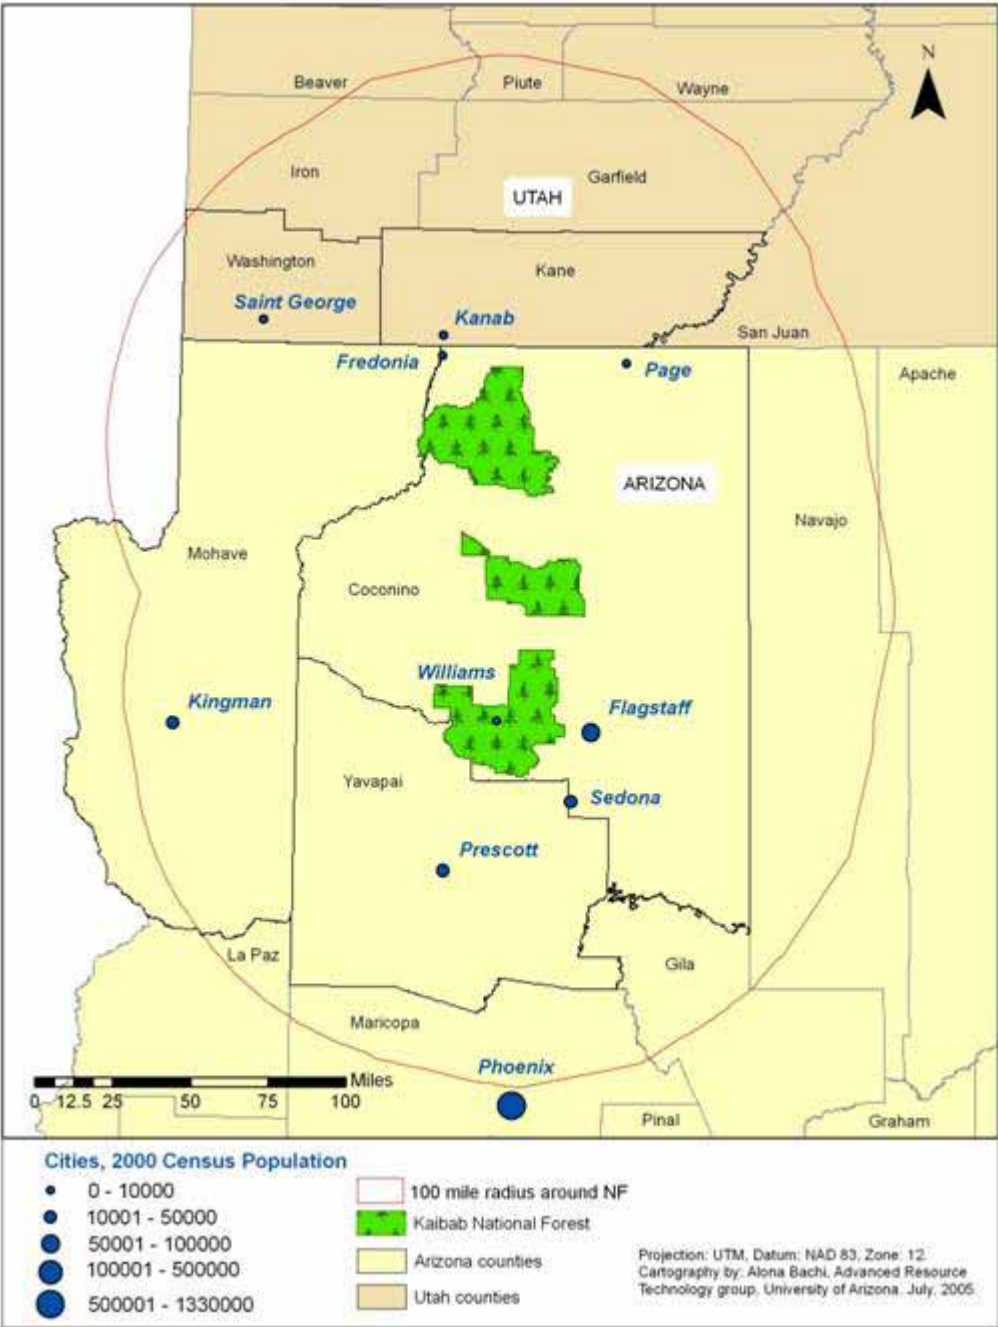 N
Beaver
Piute
Wayne
Iron
Garfield
UTAH
Washington
Kane
Saint George
Kanab
San Juan
Fredonia
Page
Apache
ARIZONA
Navajo
Mohave
Coconino
Williams
Kingman
Flagstaff
Yavapai
Sedona
Prescott
La Paz
Gila
Maricopa
Phoenix
Miles
0 12.5 25 50 75 100
Pinal
Graham
Cities, 2000 Census Population
0 - 10000
10001 - 50000
50001 - 100000
100001 - 500000
500001 - 1330000
100 mile radius around NF
Kaibab National Forest
Arizona counties
Utah counties
Projection: UTM, Datum: NAD 83, Zone: 12.
Cartography by: Alona Bachi, Advanced Resource
Technology group, University of Arizona. July, 2005.